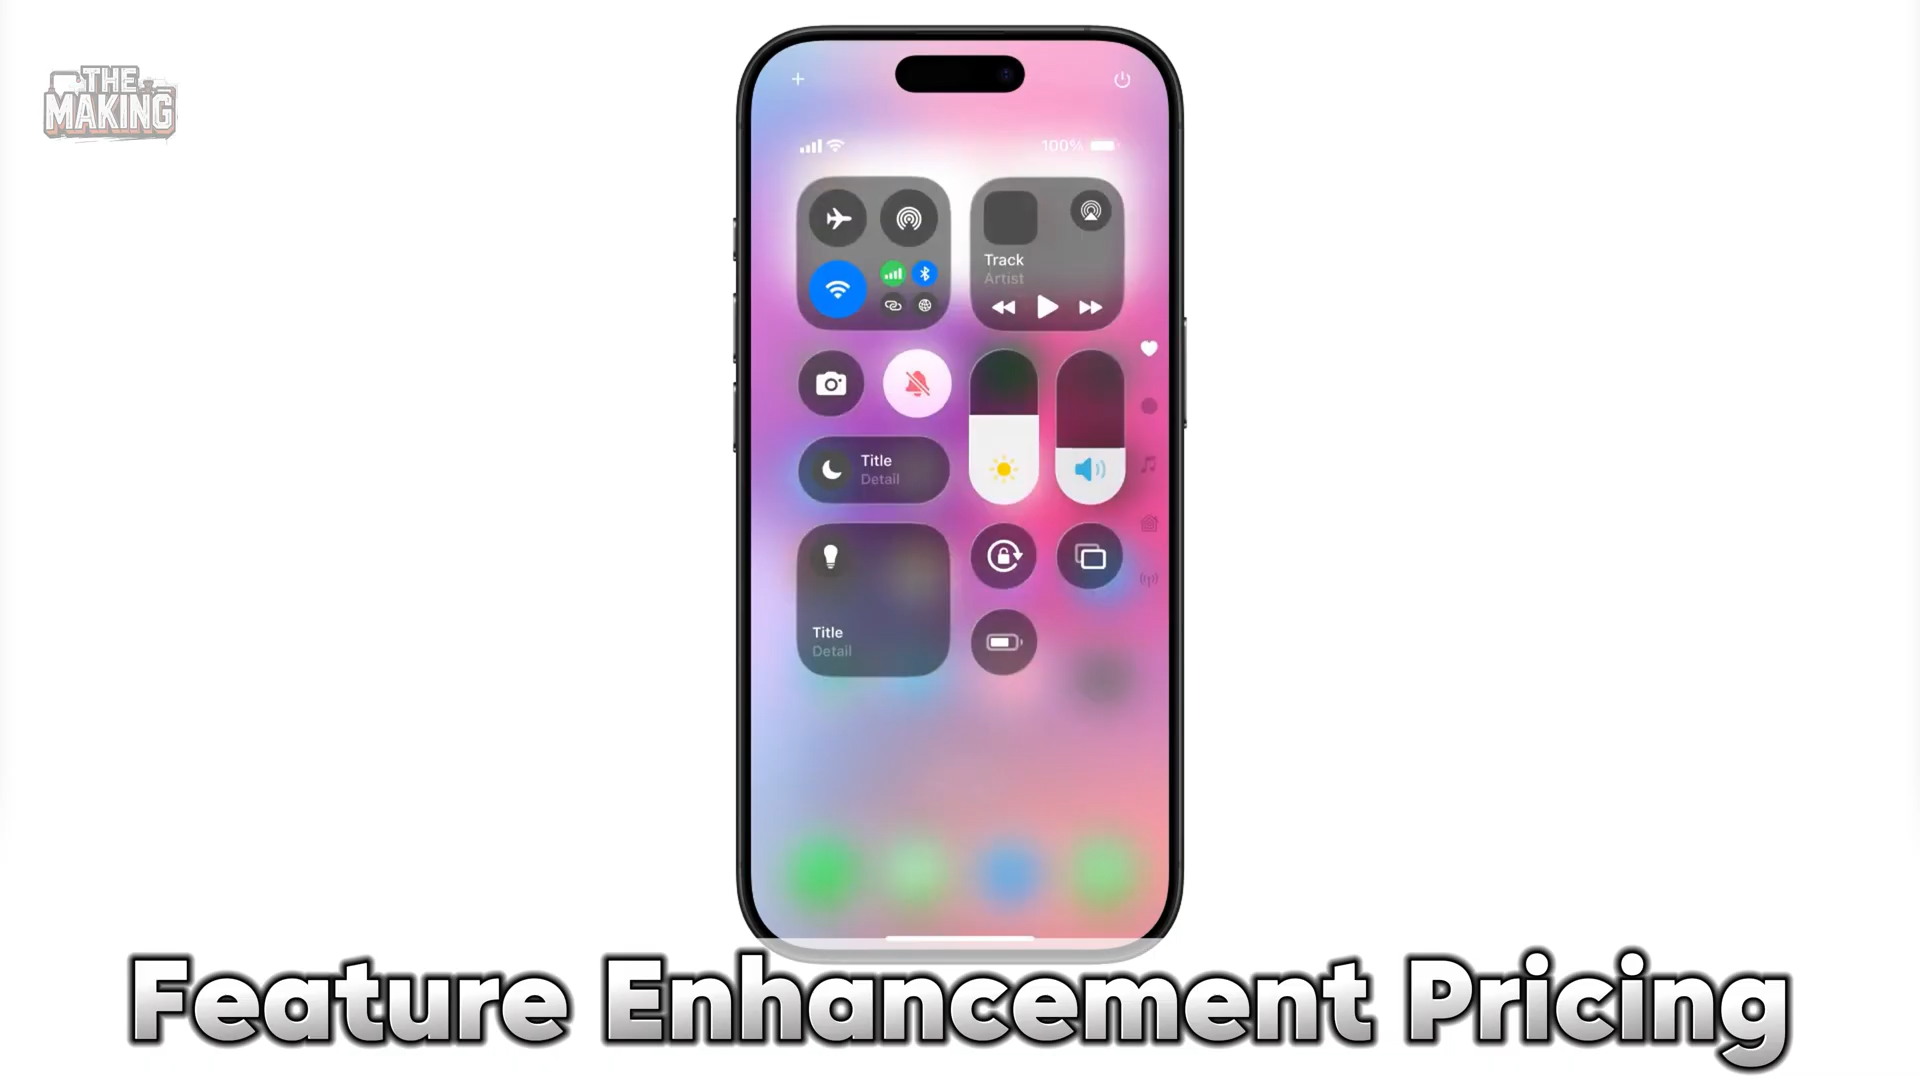 THE
MAKING
100%
Track
Artist
Title
Detail
Title
Detail
Feature Enhancement Pricing